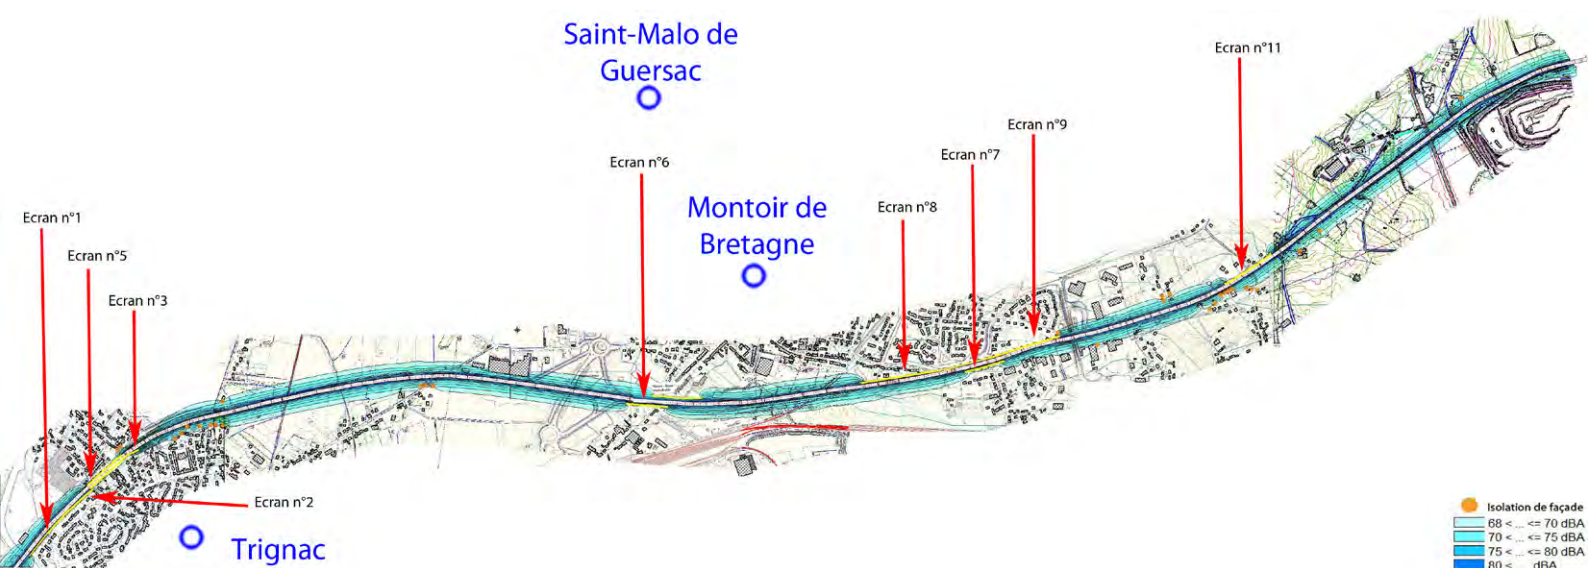 Saint-Malo de
Guersac
Ecran n°11
Ecran n°9
Ecran n°6
Ecran n°7
Montoir de
Bretagne
Ecran n°8
Ecran n°1
Ecran n°5
Ecran n°3
Ecran n°2
Trignac
Isolation de façade
68 < ... <= 70 dBA
70 < ... <= 75 dBA
75 < ... <= 80 dBA
80 < ... dBA